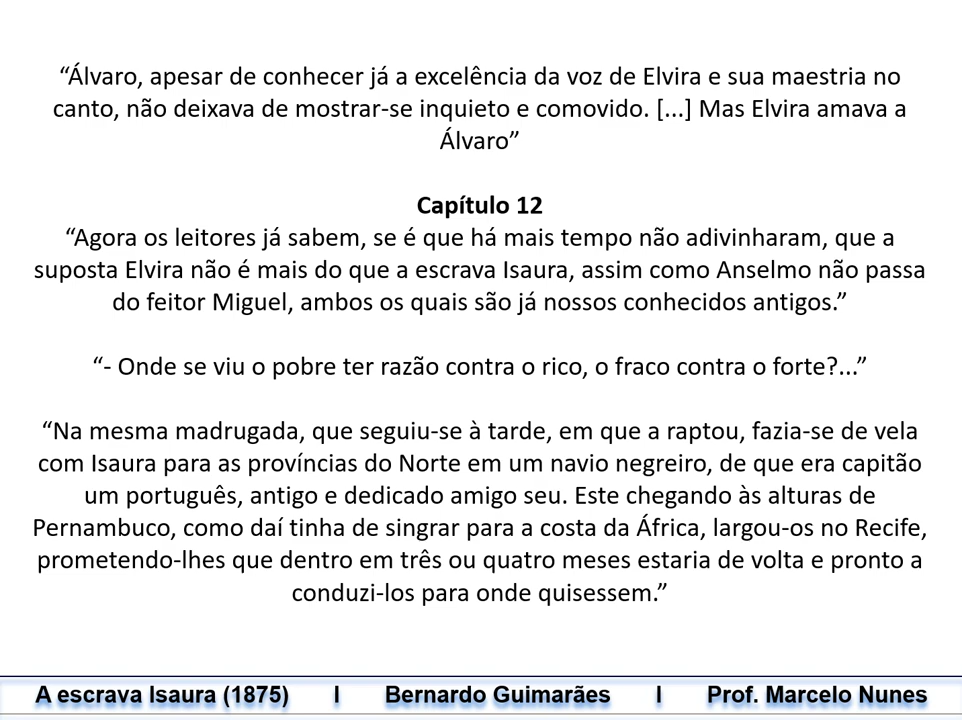 “Álvaro, apesar de conhecer já a excelência da voz de Elvira e sua maestria no
canto, não deixava de mostrar-se inquieto e comovido. [...] Mas Elvira amava a
Álvaro”
Capítulo 12
“Agora os leitores já sabem, se é que há mais tempo não adivinharam, que a
suposta Elvira não é mais do que a escrava Isaura, assim como Anselmo não passa
do feitor Miguel, ambos os quais são já nossos conhecidos antigos.”
“- Onde se viu o pobre ter razão contra o rico, o fraco contra o forte?...”
“Na mesma madrugada, que seguiu-se à tarde, em que a raptou, fazia-se de vela
com Isaura para as províncias do Norte em um navio negreiro, de que era capitão
um português, antigo e dedicado amigo seu. Este chegando às alturas de
Pernambuco, como daí tinha de singrar para a costa da África, largou-os no Recife,
prometendo-lhes que dentro em três ou quatro meses estaria de volta e pronto a
conduzi-los para onde quisessem.”
A escrava Isaura (1875) I Bernardo Guimarães I Prof. Marcelo Nunes